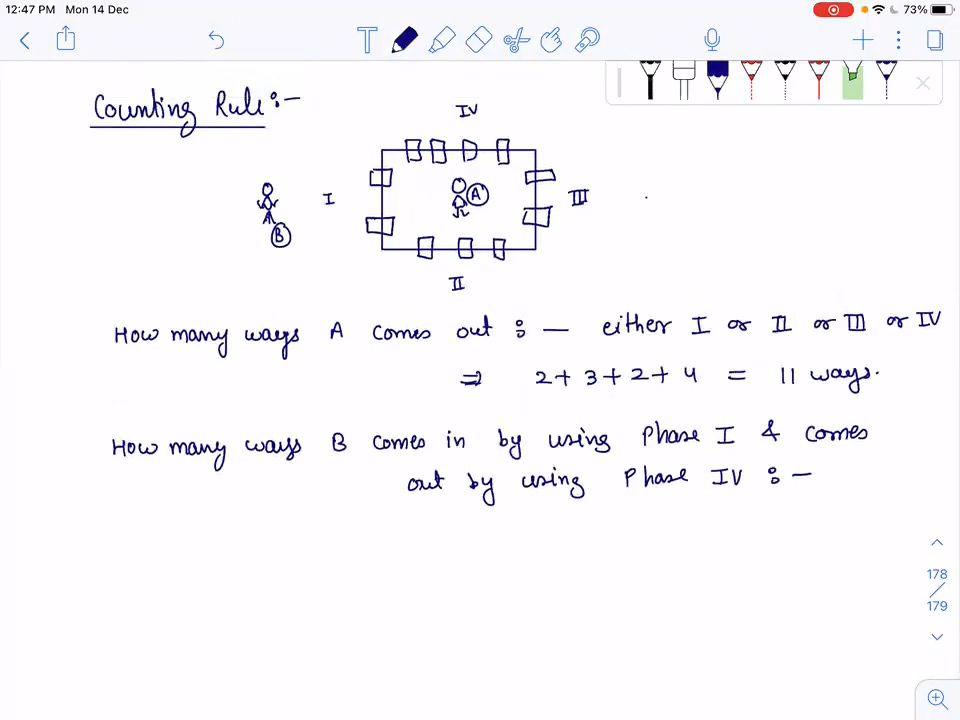 12:47 PM Mon 14 Dec
73%
T
Counting Rule :-
IV
I
A
III
B
II
How many ways A comes out :- either I or II or III or IV
⇒ 2 + 3 + 2 + 4 = 11 ways.
How many ways B comes in by using Phase I & comes
out by using Phase IV :-
178
179